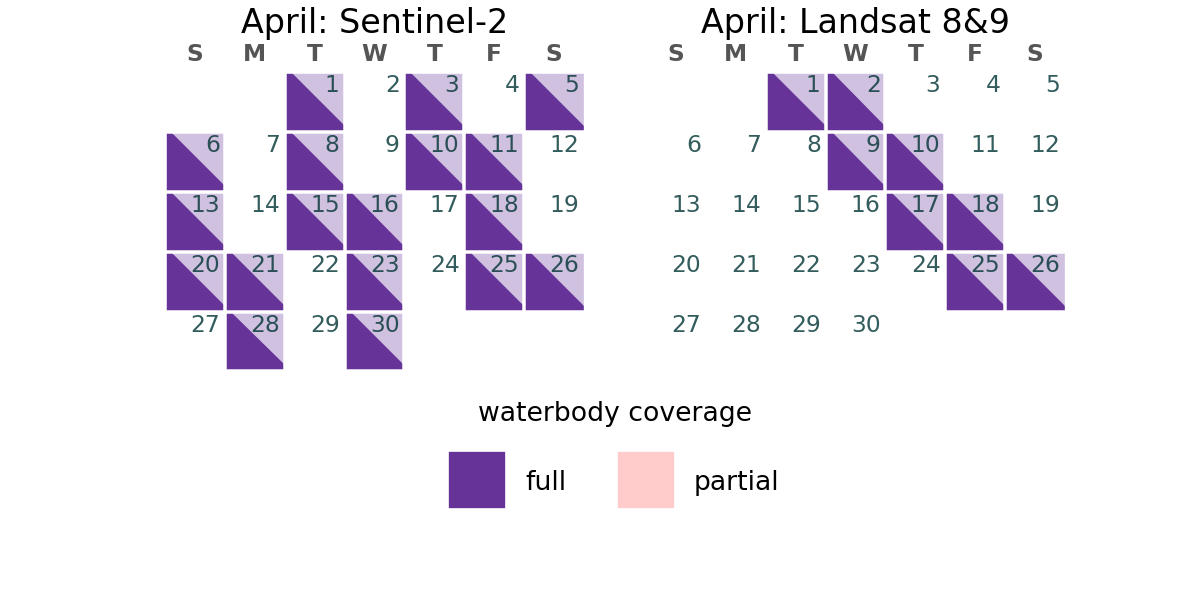 April: Sentinel-2
S M T W T F S
1 2 3 4 5
6 7 8 9 10 11 12
13 14 15 16 17 18 19
20 21 22 23 24 25 26
27 28 29 30
April: Landsat 8&9
S M T W T F S
1 2 3 4 5
6 7 8 9 10 11 12
13 14 15 16 17 18 19
20 21 22 23 24 25 26
27 28 29 30
waterbody coverage
full partial